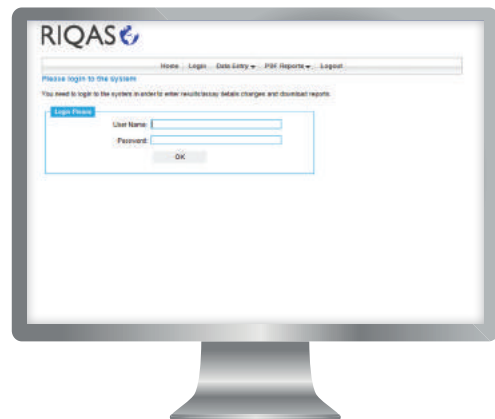 RIQAS
Home Login Data Entry PDF Reports Logout
Please login to the system
You need to login to the system in order to enter results/assay details changes and download reports.
Login Please
User Name:
Password:
OK